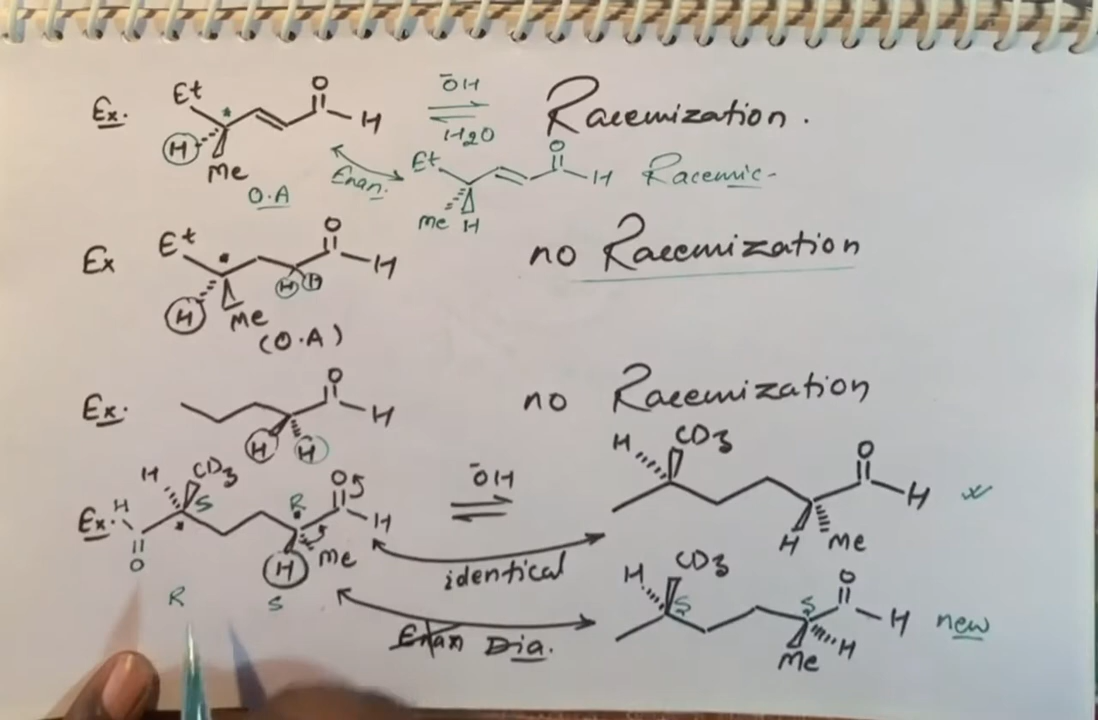 Ex. Et * (H) Me O H ⁻OH ⇌ H2O Racemization.
O.A Enan. Et Me H O H Racemic-
Ex Et * (H) Me (H) (H) O H no Racemization
(O.A)
Ex. (H) (H) O H no Racemization
Ex. H O H CD3 S * R * (H) Me O H ⁻OH ⇌ H CD3 H Me O H
identical
R S
Enan Dia. H CD3 S S Me H O H new